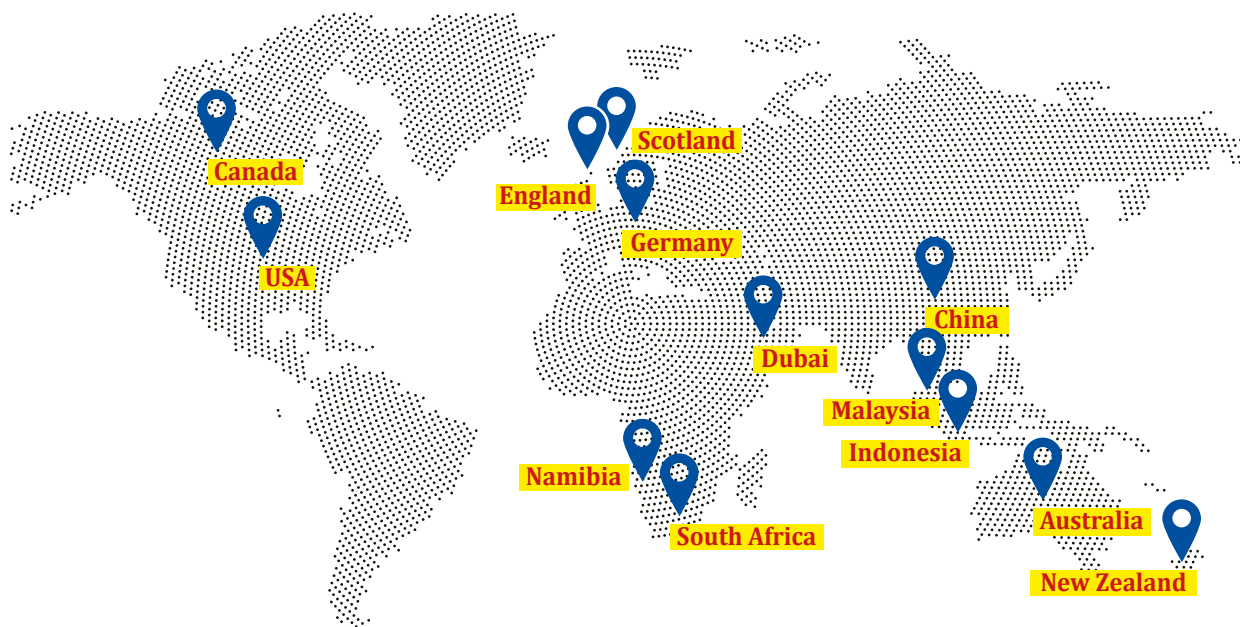 Scotland
Canada
England
Germany
USA
China
Dubai
Malaysia
Indonesia
Namibia
Australia
South Africa
New Zealand